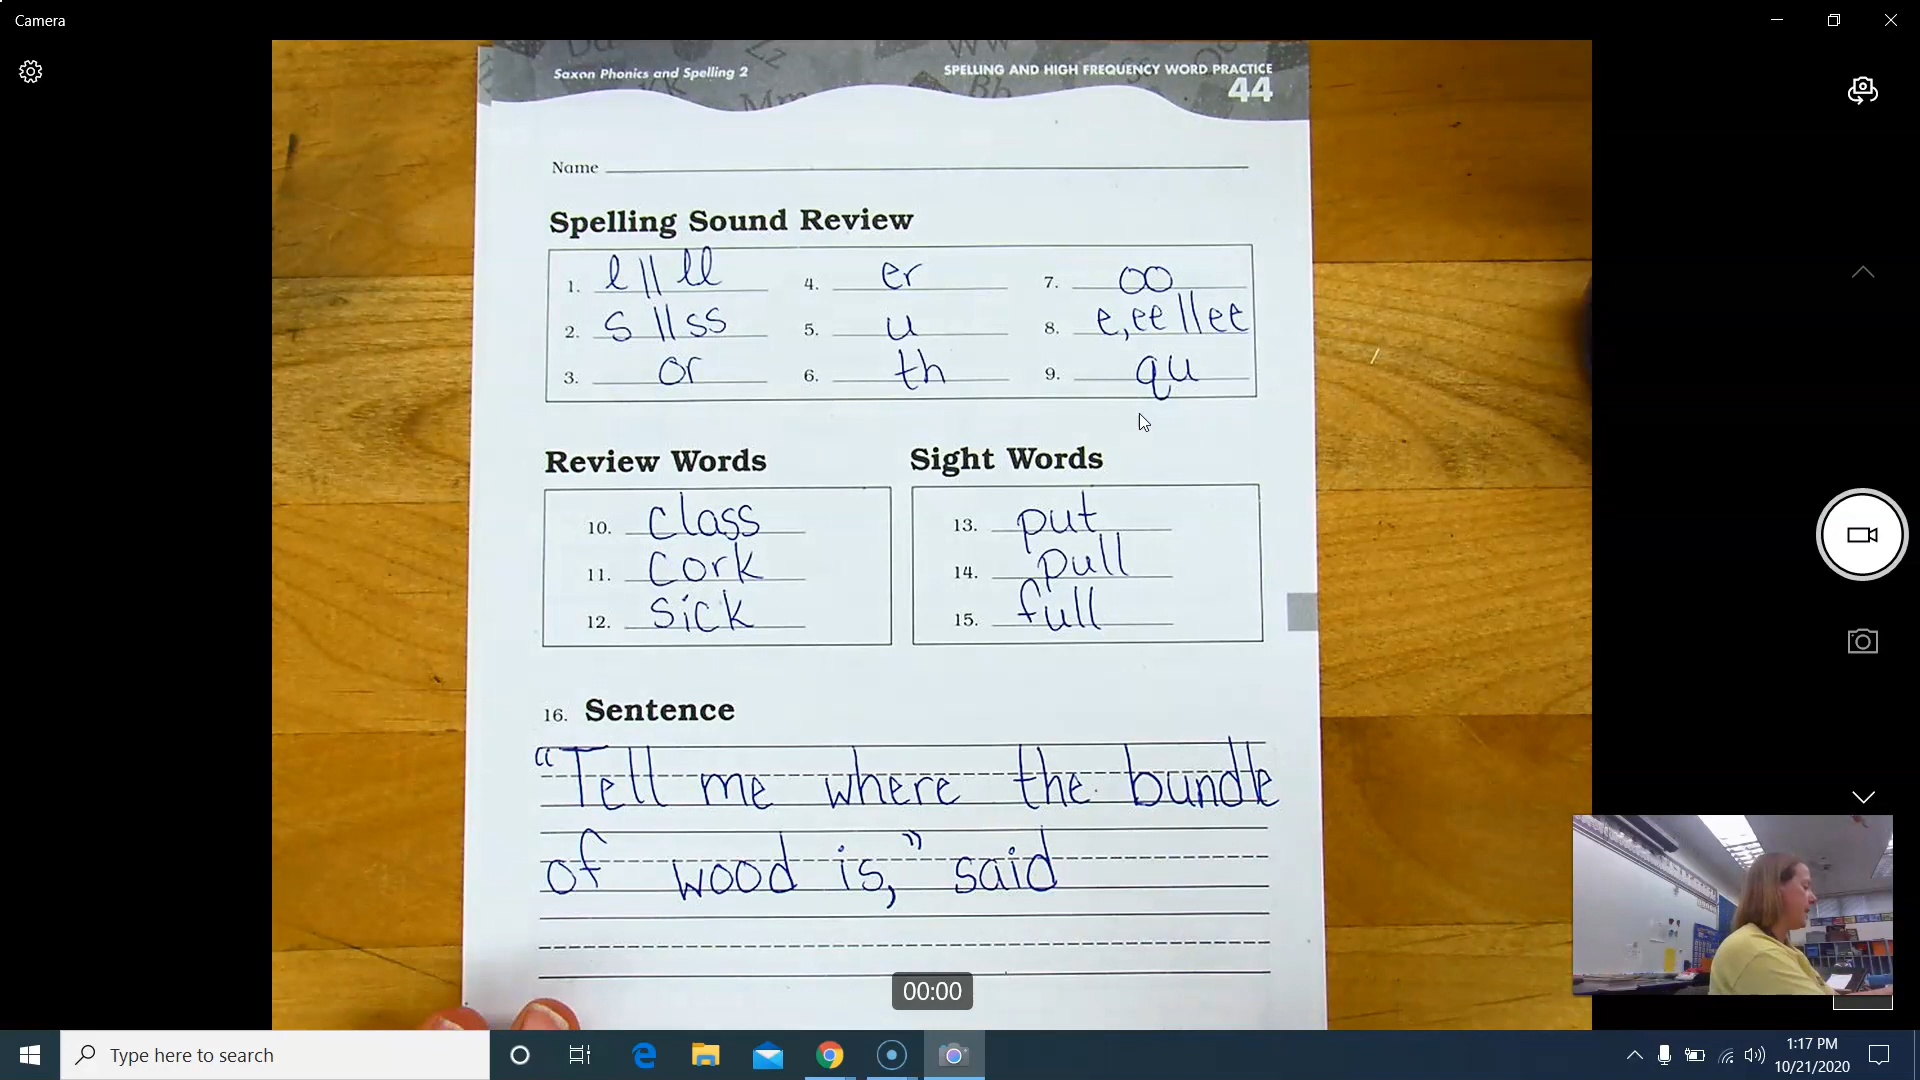 Camera
Saxon Phonics and Spelling 2
SPELLING AND HIGH FREQUENCY WORD PRACTICE
44
Name
Spelling Sound Review
1. l || ll
4. er
7. oo
2. s || ss
5. u
8. e, ee || ee
3. or
6. th
9. qu
Review Words
Sight Words
10. class
13. put
11. cork
14. pull
12. sick
15. full
16. Sentence
"Tell me where the bundle
of wood is," said
00:00
Type here to search
1:17 PM
10/21/2020